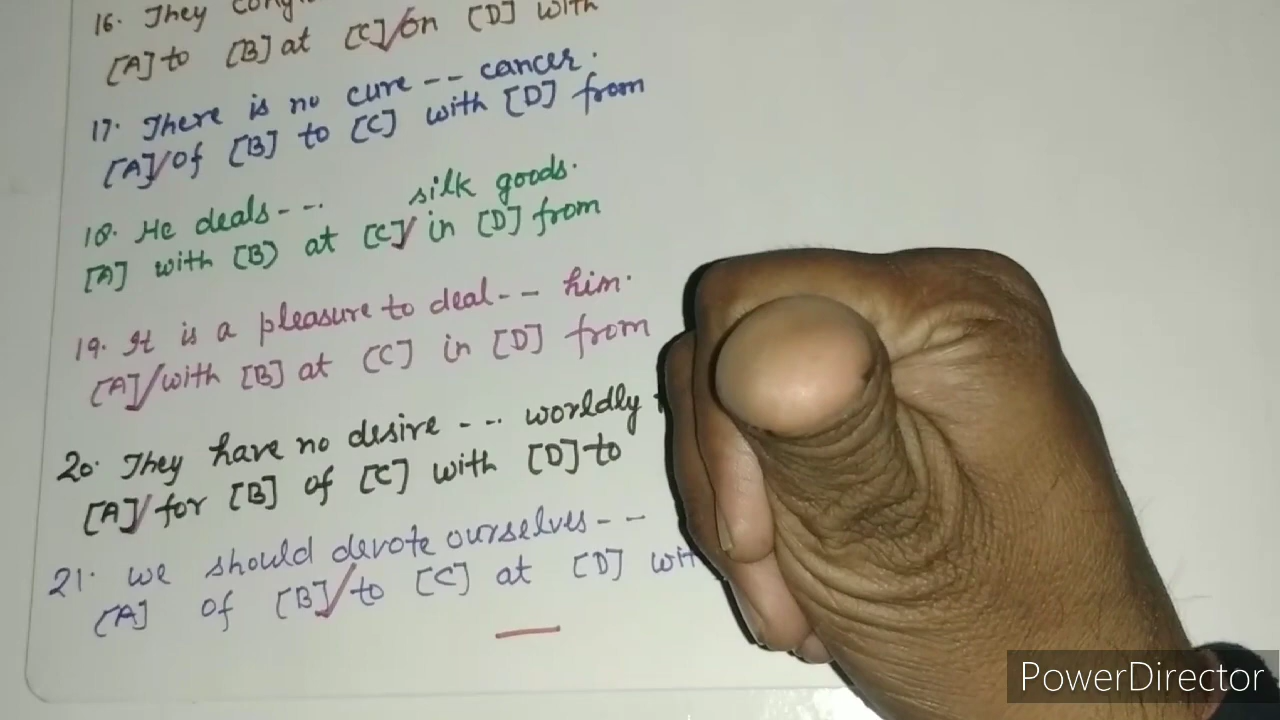 16. They
[A] to [B] at [C] on [D] with
17. There is no cure -- cancer.
[A] of [B] to [C] with [D] from
18. He deals --- silk goods.
[A] with [B) at [C] in [D] from
19. It is a pleasure to deal -- him.
[A] with [B] at [C] in [D] from
20. They have no desire --- worldly
[A] for [B] of [C] with [D] to
21. we should devote ourselves --
[A] of [B] to [C] at [D]
PowerDirector